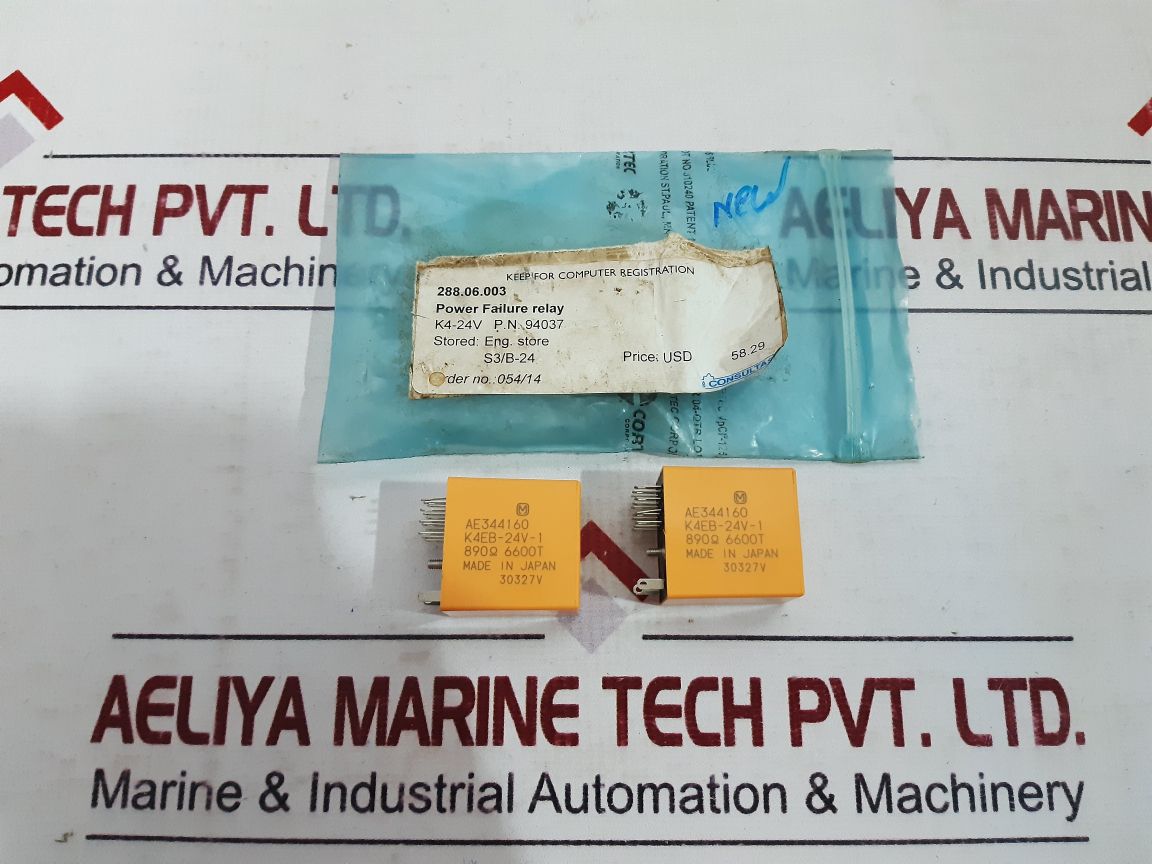 TECH PVT. LTD.
omation & Machinery
AELIYA MARIN
Marine & Industrial
NEW
KEEP FOR COMPUTER REGISTRATION
288.06.003
Power Failure relay
K4-24V P.N. 94037
Stored: Eng. store
S3/B-24
Price: USD 58.29
rder no.:054/14
CONSULTA
AE344160
K4EB-24V-1
890Ω 6600T
MADE IN JAPAN
30327V
AE344160
K4EB-24V-1
890Ω 6600T
MADE IN JAPAN
30327V
AELIYA MARINE TECH PVT. LTD.
Marine & Industrial Automation & Machinery